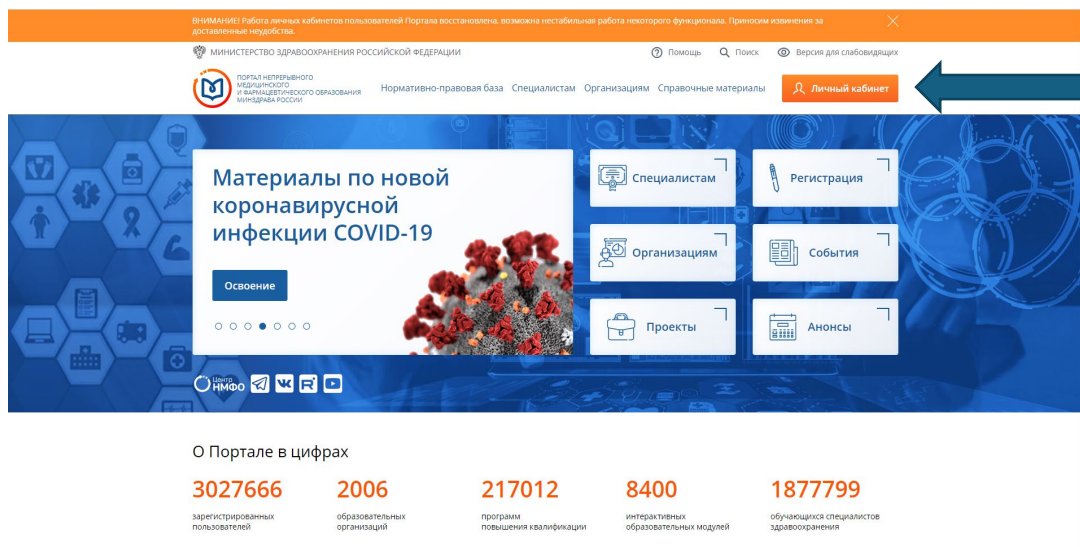 ВНИМАНИЕ! Работа личных кабинетов пользователей Портала восстановлена, возможна нестабильная работа некоторого функционала. Приносим извинения за
доставленные неудобства.
МИНИСТЕРСТВО ЗДРАВООХРАНЕНИЯ РОССИЙСКОЙ ФЕДЕРАЦИИ
Помощь Поиск Версия для слабовидящих
ПОРТАЛ НЕПРЕРЫВНОГО
МЕДИЦИНСКОГО
И ФАРМАЦЕВТИЧЕСКОГО ОБРАЗОВАНИЯ
МИНЗДРАВА РОССИИ
Нормативно-правовая база Специалистам Организациям Справочные материалы Личный кабинет
Материалы по новой
коронавирусной
инфекции COVID-19
Освоение
Специалистам Регистрация
Организациям События
Проекты Анонсы
Центр
НМФО
О Портале в цифрах
3027666 2006 217012 8400 1877799
зарегистрированных образовательных программ интерактивных обучающихся специалистов
пользователей организаций повышения квалификации образовательных модулей здравоохранения